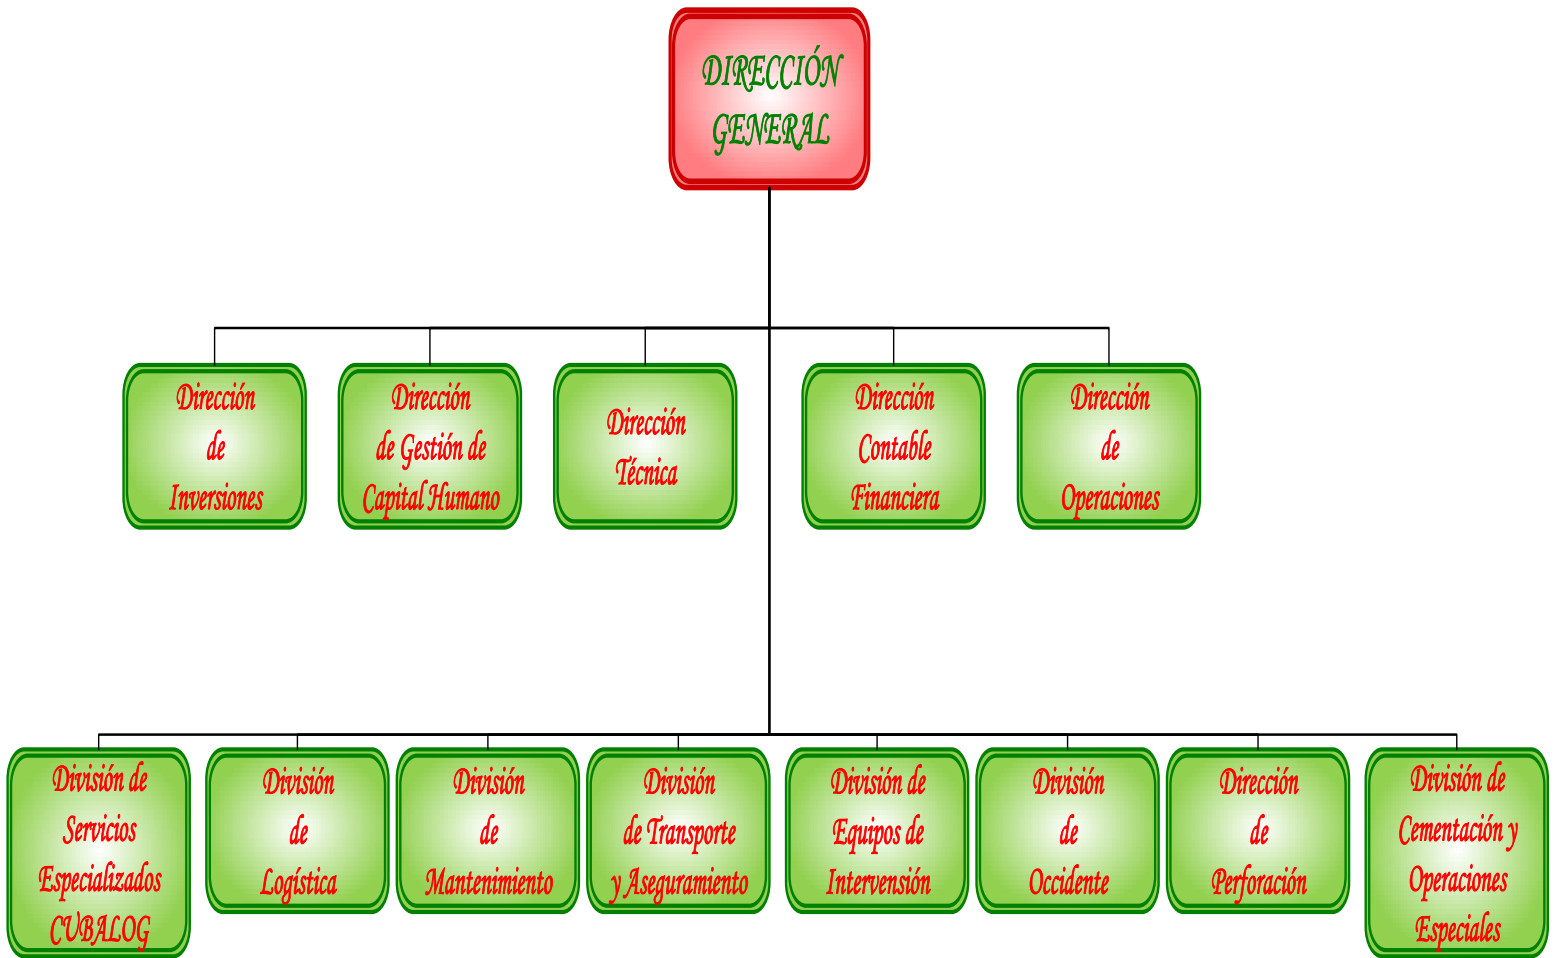 DIRECCIÓN
GENERAL
Dirección
de
Inversiones
Dirección
de Gestión de
Capital Humano
Dirección
Técnica
Dirección
Contable
Financiera
Dirección
de
Operaciones
División de
Servicios
Especializados
CUBALOG
División
de
Logística
División
de
Mantenimiento
División
de Transporte
y Aseguramiento
División de
Equipos de
Intervensión
División
de
Occidente
Dirección
de
Perforación
División de
Cementación y
Operaciones
Especiales